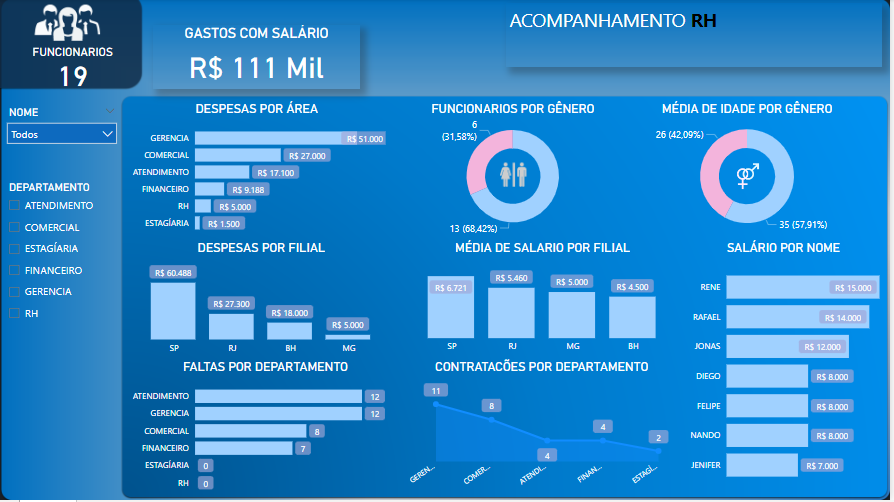 FUNCIONARIOS
19
GASTOS COM SALÁRIO
R$ 111 Mil
ACOMPANHAMENTO RH
NOME
Todos
DEPARTAMENTO
ATENDIMENTO
COMERCIAL
ESTAGÍARIA
FINANCEIRO
GERENCIA
RH
DESPESAS POR ÁREA
GERENCIA R$ 51.000
COMERCIAL R$ 27.000
ATENDIMENTO R$ 17.100
FINANCEIRO R$ 9.188
RH R$ 5.000
ESTAGÍARIA R$ 1.500
FUNCIONARIOS POR GÊNERO
6
(31,58%)
13 (68,42%)
MÉDIA DE IDADE POR GÊNERO
26 (42,09%)
35 (57,91%)
DESPESAS POR FILIAL
R$ 60.488
R$ 27.300
R$ 18.000
R$ 5.000
SP RJ BH MG
MÉDIA DE SALARIO POR FILIAL
R$ 6.721
R$ 5.460
R$ 5.000
R$ 4.500
SP RJ MG BH
SALÁRIO POR NOME
RENE R$ 15.000
RAFAEL R$ 14.000
JONAS R$ 12.000
DIEGO R$ 8.000
FELIPE R$ 8.000
NANDO R$ 8.000
JENIFER R$ 7.000
FALTAS POR DEPARTAMENTO
ATENDIMENTO 12
GERENCIA 12
COMERCIAL 8
FINANCEIRO 7
ESTAGÍARIA 0
RH 0
CONTRATACÕES POR DEPARTAMENTO
11
8
4
4
2
GEREN...
COMER...
ATENDI...
FINAN...
ESTAGÍ...